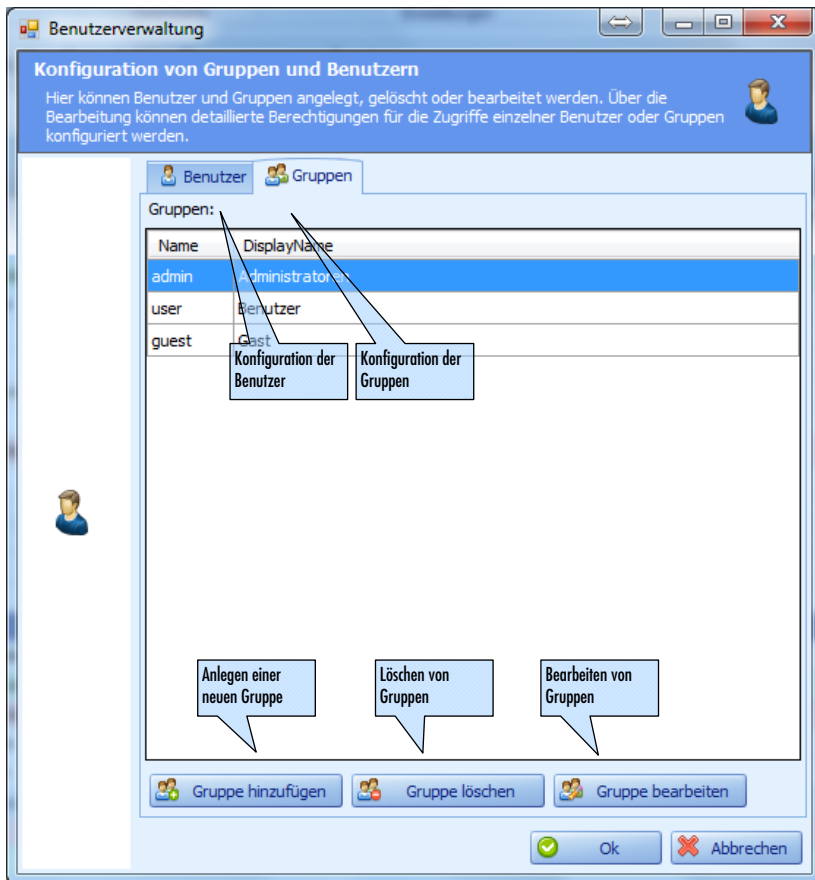 Benutzerverwaltung
Konfiguration von Gruppen und Benutzern
Hier können Benutzer und Gruppen angelegt, gelöscht oder bearbeitet werden. Über die
Bearbeitung können detaillierte Berechtigungen für die Zugriffe einzelner Benutzer oder Gruppen
konfiguriert werden.
Benutzer Gruppen
Gruppen:
Name DisplayName
admin Administratoren
user Benutzer
guest Gast
Konfiguration der
Benutzer
Konfiguration der
Gruppen
Anlegen einer
neuen Gruppe
Löschen von
Gruppen
Bearbeiten von
Gruppen
Gruppe hinzufügen Gruppe löschen Gruppe bearbeiten
Ok Abbrechen